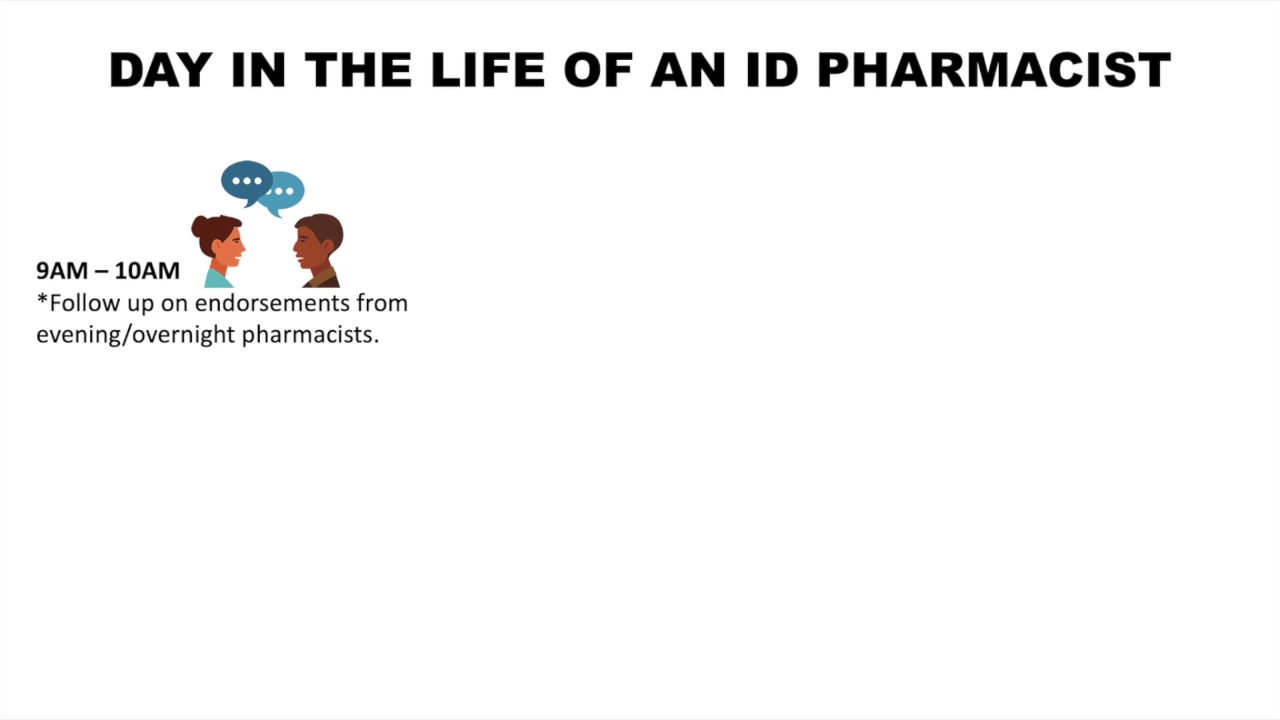 DAY IN THE LIFE OF AN ID PHARMACIST
9AM – 10AM
*Follow up on endorsements from
evening/overnight pharmacists.